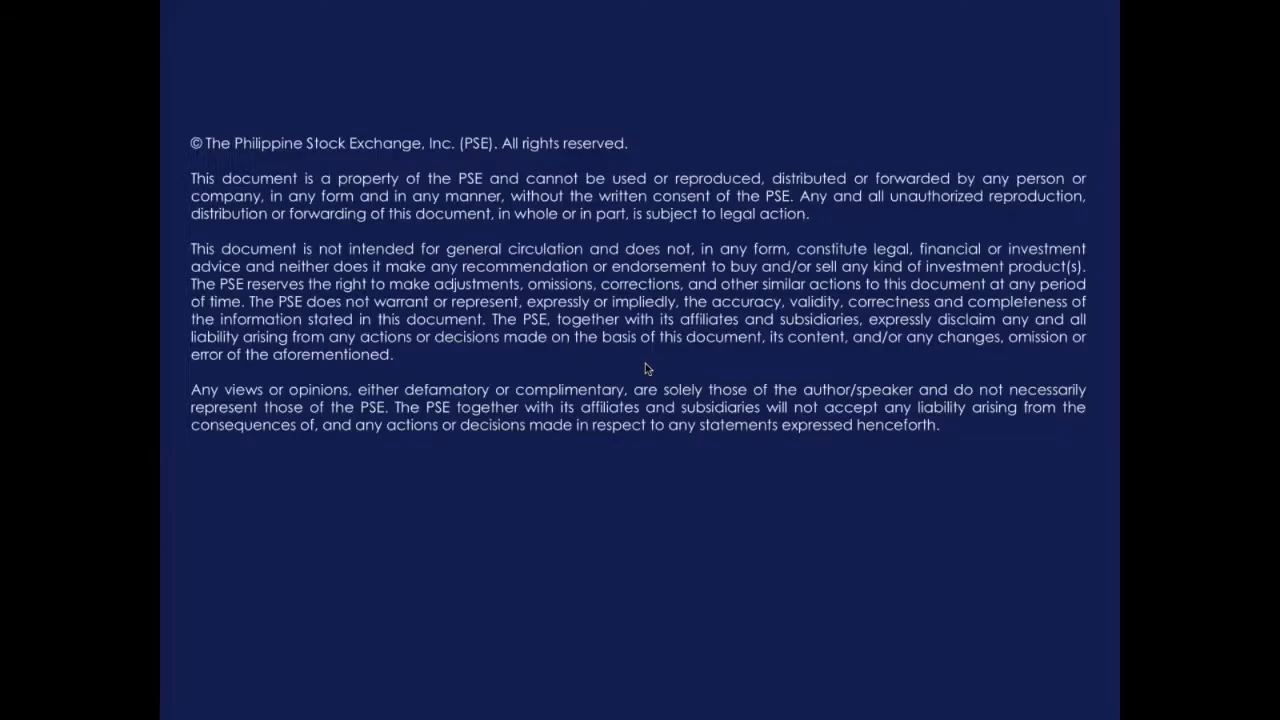 © The Philippine Stock Exchange, Inc. (PSE). All rights reserved.
This document is a property of the PSE and cannot be used or reproduced, distributed or forwarded by any person or
company, in any form and in any manner, without the written consent of the PSE. Any and all unauthorized reproduction,
distribution or forwarding of this document, in whole or in part, is subject to legal action.
This document is not intended for general circulation and does not, in any form, constitute legal, financial or investment
advice and neither does it make any recommendation or endorsement to buy and/or sell any kind of investment product(s).
The PSE reserves the right to make adjustments, omissions, corrections, and other similar actions to this document at any period
of time. The PSE does not warrant or represent, expressly or impliedly, the accuracy, validity, correctness and completeness of
the information stated in this document. The PSE, together with its affiliates and subsidiaries, expressly disclaim any and all
liability arising from any actions or decisions made on the basis of this document, its content, and/or any changes, omission or
error of the aforementioned.
Any views or opinions, either defamatory or complimentary, are solely those of the author/speaker and do not necessarily
represent those of the PSE. The PSE together with its affiliates and subsidiaries will not accept any liability arising from the
consequences of, and any actions or decisions made in respect to any statements expressed henceforth.